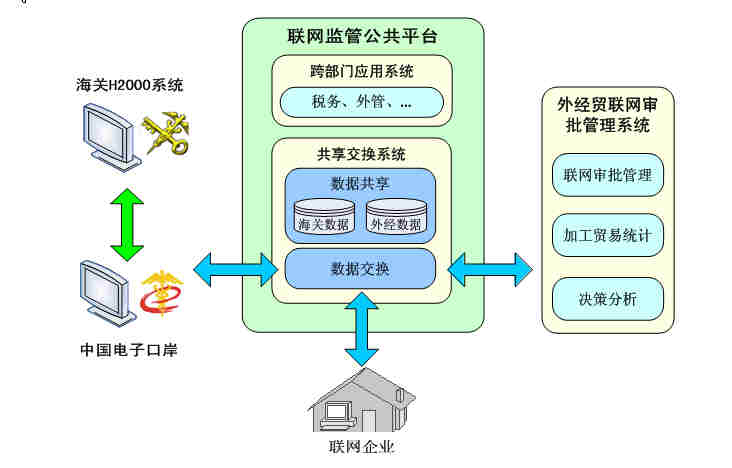 联网监管公共平台
跨部门应用系统
税务、外管、...
共享交换系统
数据共享
海关数据
外经数据
数据交换
海关H2000系统
中国电子口岸
外经贸联网审
批管理系统
联网审批管理
加工贸易统计
决策分析
联网企业